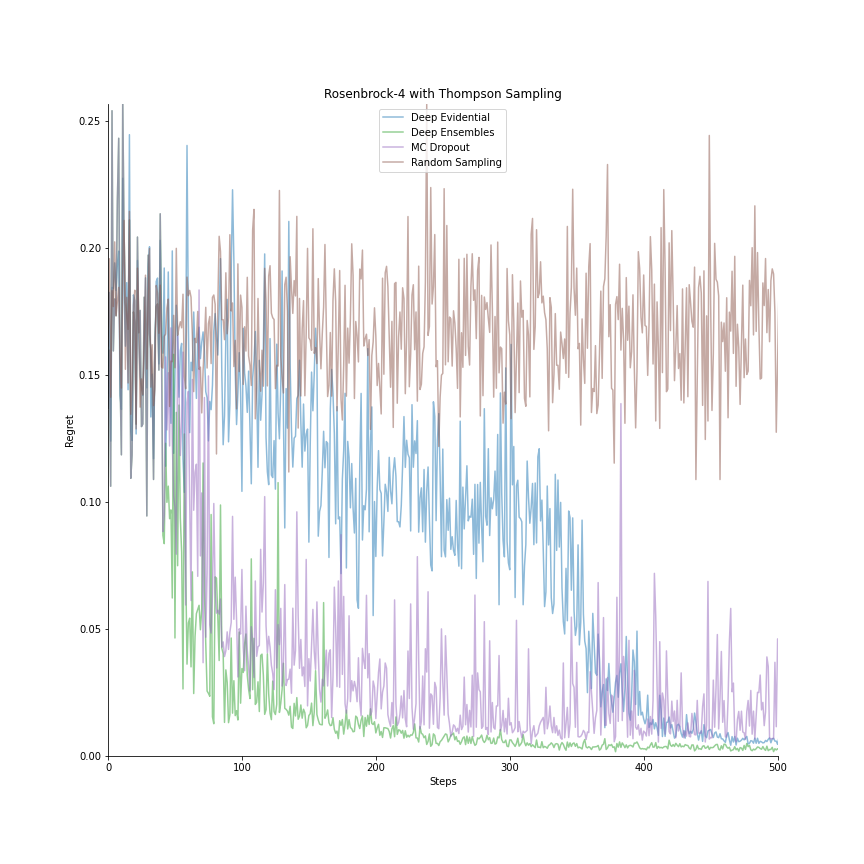 Rosenbrock-4 with Thompson Sampling
Deep Evidential
Deep Ensembles
MC Dropout
Random Sampling
0.25
0.20
0.15
0.10
0.05
0.00
Regret
0 100 200 300 400 500
Steps